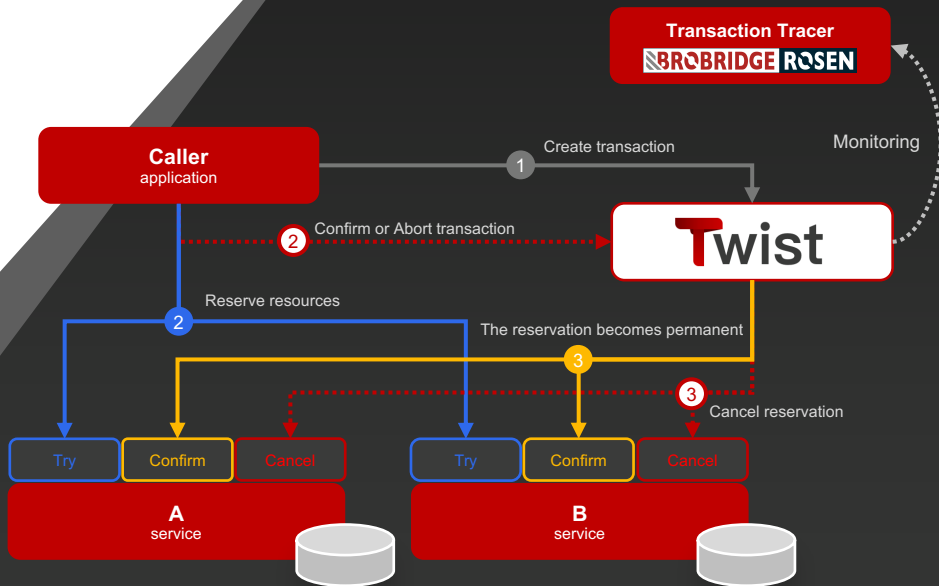 Transaction Tracer
BROBRIDGE ROSEN
Monitoring
Caller
application
Create transaction
1
Twist
2
Confirm or Abort transaction
Reserve resources
2
The reservation becomes permanent
3
3
Cancel reservation
Try
Confirm
Cancel
Try
Confirm
Cancel
A
service
B
service